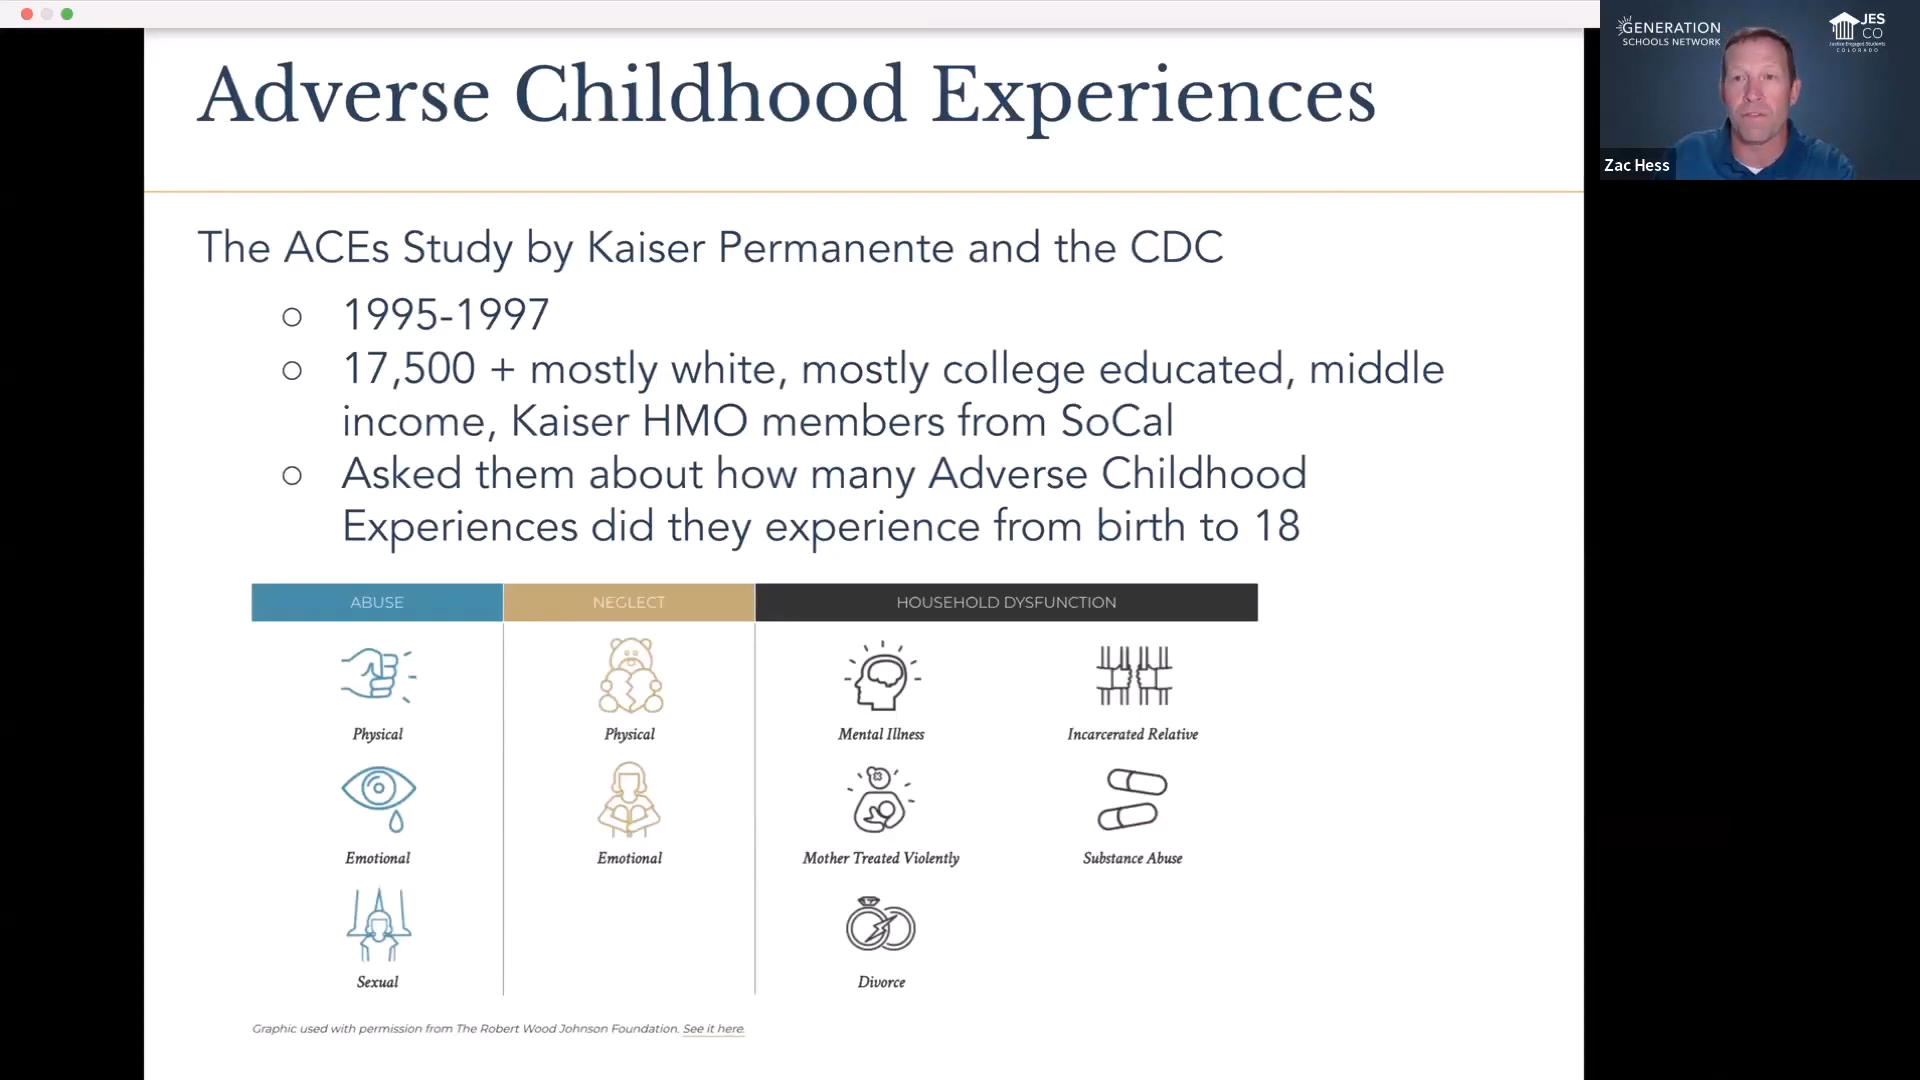 Adverse Childhood Experiences
The ACEs Study by Kaiser Permanente and the CDC
○ 1995-1997
○ 17,500 + mostly white, mostly college educated, middle
income, Kaiser HMO members from SoCal
○ Asked them about how many Adverse Childhood
Experiences did they experience from birth to 18
ABUSE NEGLECT HOUSEHOLD DYSFUNCTION
Physical Physical Mental Illness Incarcerated Relative
Emotional Emotional Mother Treated Violently Substance Abuse
Sexual Divorce
Graphic used with permission from The Robert Wood Johnson Foundation. See it here.
GENERATION
SCHOOLS NETWORK
JES
CO
Justice Engaged Students
COLORADO
Zac Hess